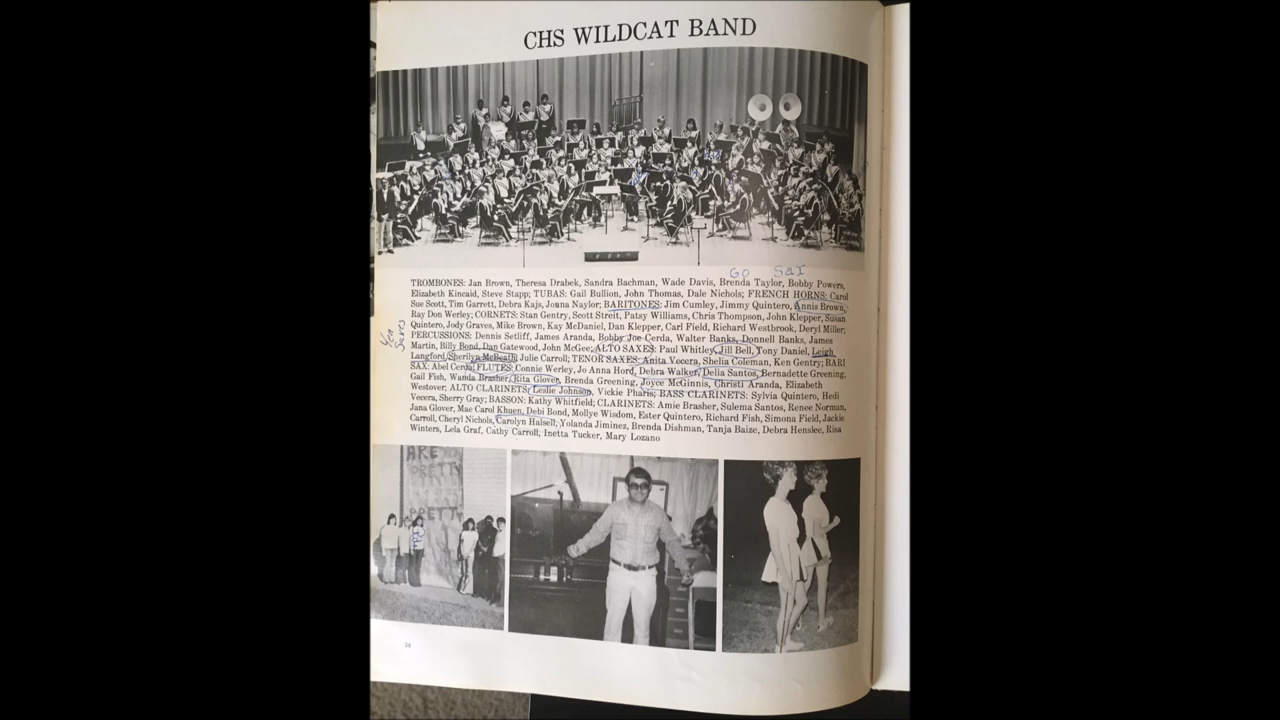 CHS WILDCAT BAND
GO SAI
TROMBONES: Jan Brown, Theresa Drabek, Sandra Bachman, Wade Davis, Brenda Taylor, Bobby Powers,
Elizabeth Kincaid, Steve Stapp; TUBAS: Gail Bullion, John Thomas, Dale Nichols; FRENCH HORNS: Carol
Sue Scott, Tim Garrett, Debra Kajs, Joana Naylor; BARITONES: Jim Cumley, Jimmy Quintero, Annis Brown,
Ray Don Werley; CORNETS: Stan Gentry, Scott Streit, Patsy Williams, Chris Thompson, John Klepper, Susan
Quintero, Jody Graves, Mike Brown, Kay McDaniel, Dan Klepper, Carl Field, Richard Westbrook, Deryl Miller;
PERCUSSIONS: Dennis Setliff, James Aranda, Bobby Joe Cerda, Walter Banks, Donnell Banks, James
Martin, Billy Bond, Dan Gatewood, John McGee; ALTO SAXES: Paul Whitley, Jill Bell, Tony Daniel, Leigh
Langford, Sherilyn McBeath, Julie Carroll; TENOR SAXES: Anita Vecera, Shelia Coleman, Ken Gentry; BARI
SAX: Abel Cerda; FLUTES: Connie Werley, Jo Anna Hord, Debra Walker, Delia Santos, Bernadette Greening,
Gail Fish, Wanda Brasher, Rita Glover, Brenda Greening, Joyce McGinnis, Christi Aranda, Elizabeth
Westover; ALTO CLARINETS: Leslie Johnson, Vickie Pharis; BASS CLARINETS: Sylvia Quintero, Hedi
Vecera, Sherry Gray; BASSON: Kathy Whitfield; CLARINETS: Amie Brasher, Sulema Santos, Renee Norman,
Jana Glover, Mae Carol Khuen, Debi Bond, Mollye Wisdom, Ester Quintero, Richard Fish, Simona Field, Jackie
Carroll, Cheryl Nichols, Carolyn Halsell, Yolanda Jiminez, Brenda Dishman, Tanja Baize, Debra Henslee, Risa
Winters, Lela Graf, Cathy Carroll, Inetta Tucker, Mary Lozano
ARE
PRETTY
PRETTY